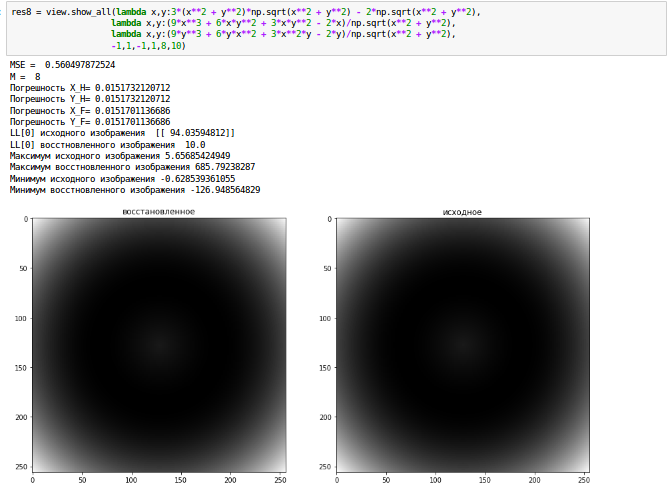 res8 = view.show_all(lambda x,y:3*(x**2 + y**2)*np.sqrt(x**2 + y**2) - 2*np.sqrt(x**2 + y**2),
lambda x,y:(9*x**3 + 6*x*y**2 + 3*x*y**2 - 2*x)/np.sqrt(x**2 + y**2),
lambda x,y:(9*y**3 + 6*y*x**2 + 3*x**2*y - 2*y)/np.sqrt(x**2 + y**2),
-1,1,-1,1,8,10)
MSE =  0.560497872524
M =  8
Погрешность X_H= 0.0151732120712
Погрешность Y_H= 0.0151732120712
Погрешность X_F= 0.0151701136686
Погрешность Y_F= 0.0151701136686
LL[0] исходного изображения  [[ 94.03594812]]
LL[0] восстновленного изображения  10.0
Максимум исходного изображения 5.65685424949
Максимум восстновленного изображения 685.79238287
Минимум исходного изображения -0.628539361055
Минимум восстновленного изображения -126.948564829
восстановленное
исходное
0
50
100
150
200
250
0 50 100 150 200 250
0
50
100
150
200
250
0 50 100 150 200 250